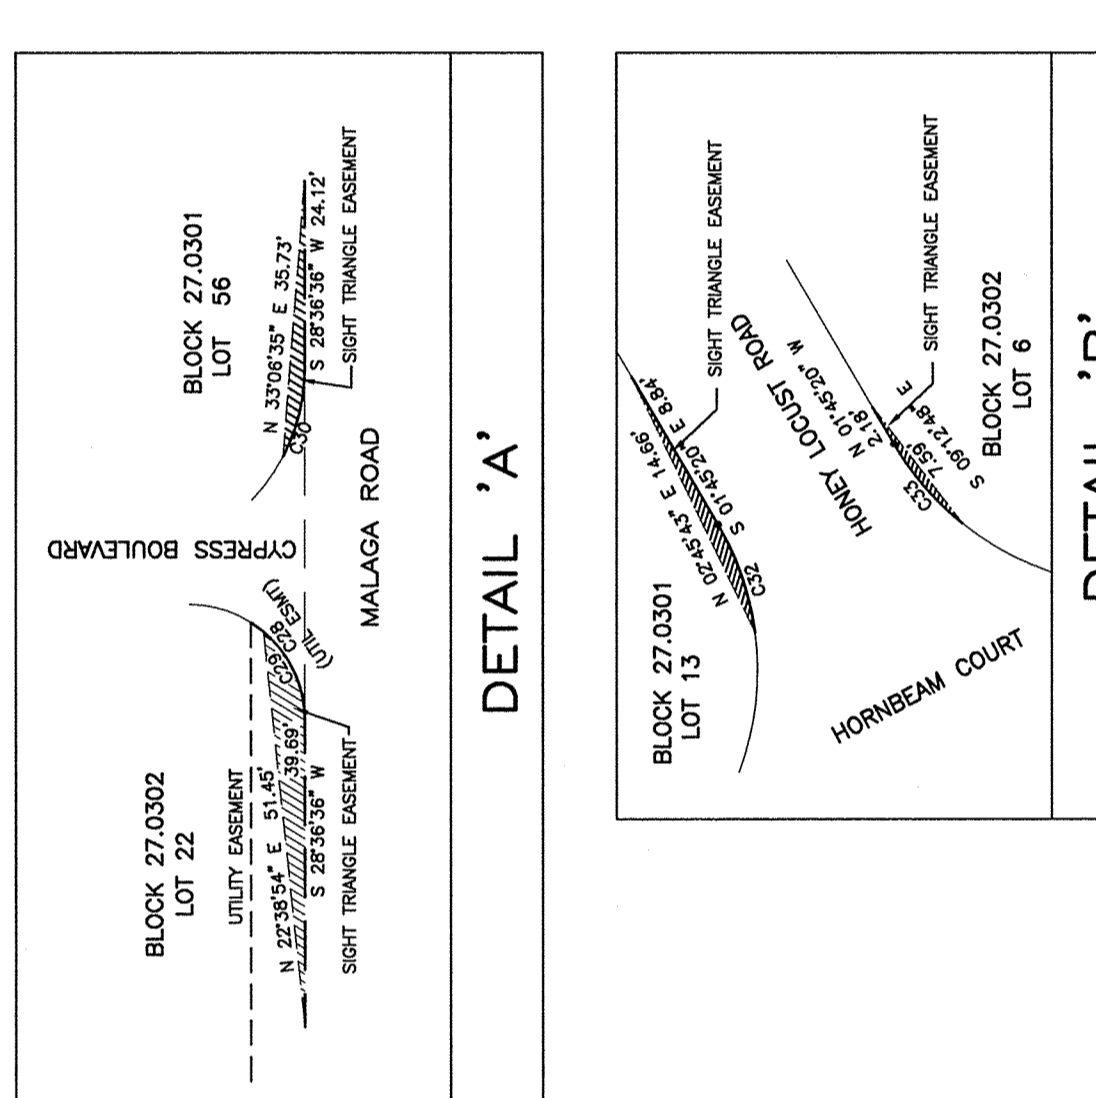 BLOCK 27.0301
LOT 56
N 33°06'35" E 35.73'
C30
S 28°36'36" W 24.12'
SIGHT TRIANGLE EASEMENT
CYPRESS BOULEVARD
MALAGA ROAD
BLOCK 27.0302
LOT 22
UTILITY EASEMENT
N 22°38'54" E 51.45'
C29
C28
(UTIL ESMT)
39.69'
S 28°36'36" W
SIGHT TRIANGLE EASEMENT
DETAIL 'A'
BLOCK 27.0301
LOT 13
N 02°45'43" E 14.66'
S 01°45'20" E 8.84'
C32
SIGHT TRIANGLE EASEMENT
HONEY LOCUST ROAD
N 01°45'20" W
2.18'
C33
7.59'
S 09°12'48" E
SIGHT TRIANGLE EASEMENT
BLOCK 27.0302
LOT 6
HORNBEAM COURT
DETAIL